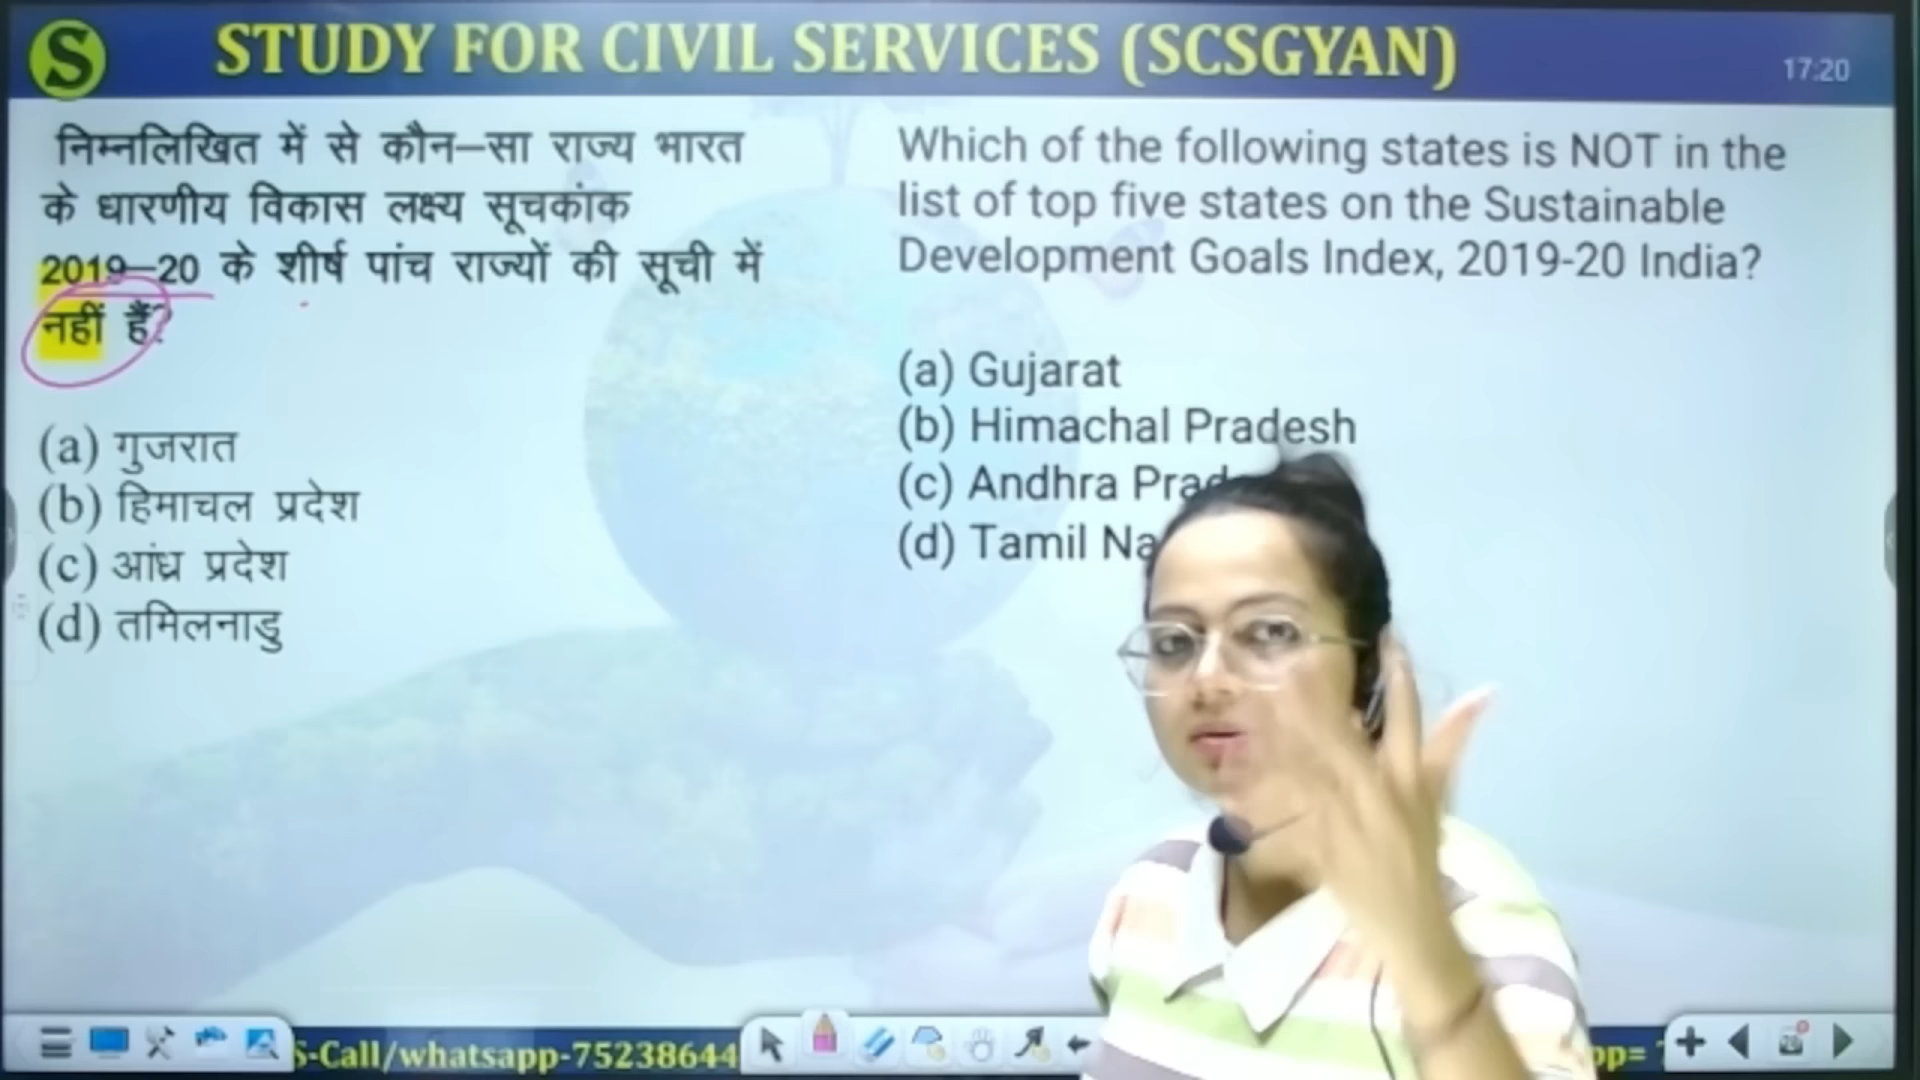 S
STUDY FOR CIVIL SERVICES (SCSGYAN)
17:20
निम्नलिखित में से कौन–सा राज्य भारत
के धारणीय विकास लक्ष्य सूचकांक
2019–20 के शीर्ष पांच राज्यों की सूची में
नहीं हैं?
(a) गुजरात
(b) हिमाचल प्रदेश
(c) आंध्र प्रदेश
(d) तमिलनाडु
Which of the following states is NOT in the
list of top five states on the Sustainable
Development Goals Index, 2019-20 India?
(a) Gujarat
(b) Himachal Pradesh
(c) Andhra Prad
(d) Tamil Na
S-Call/whatsapp-75238644
pp=